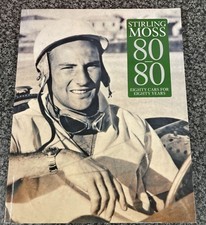 STIRLING
MOSS
80
80
EIGHTY CARS FOR
EIGHTY YEARS